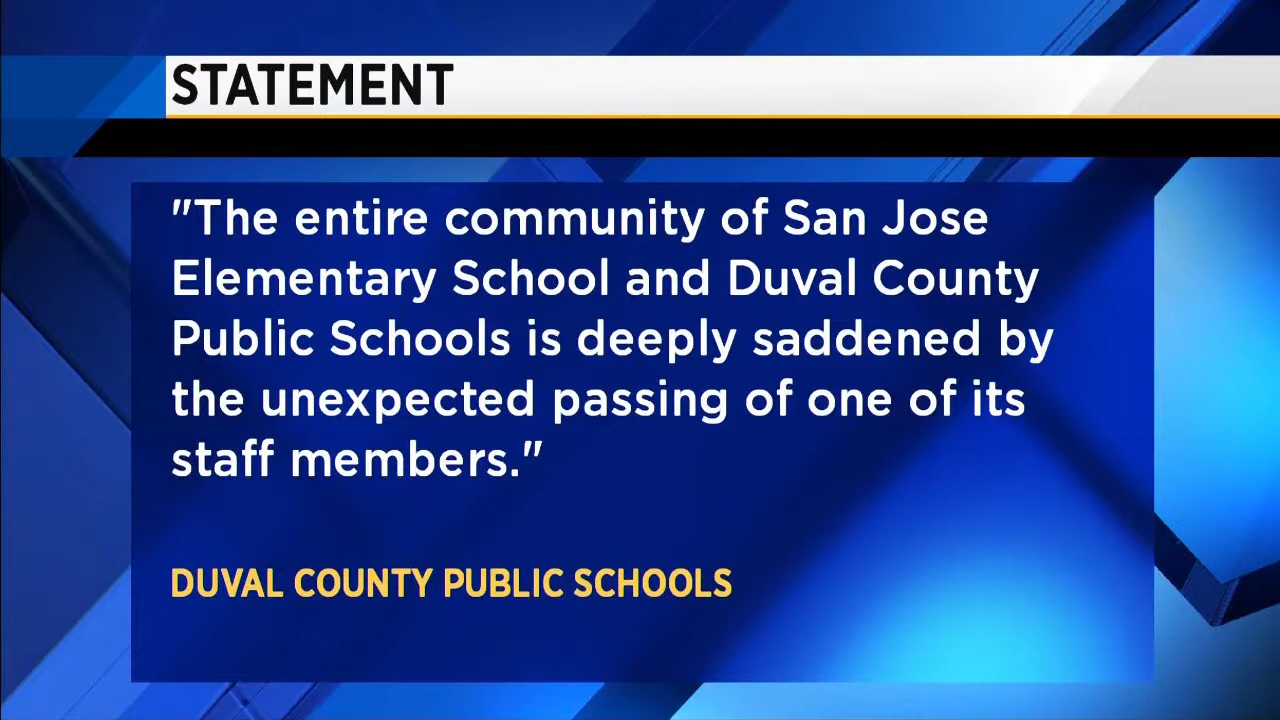 STATEMENT
"The entire community of San Jose
Elementary School and Duval County
Public Schools is deeply saddened by
the unexpected passing of one of its
staff members."
DUVAL COUNTY PUBLIC SCHOOLS